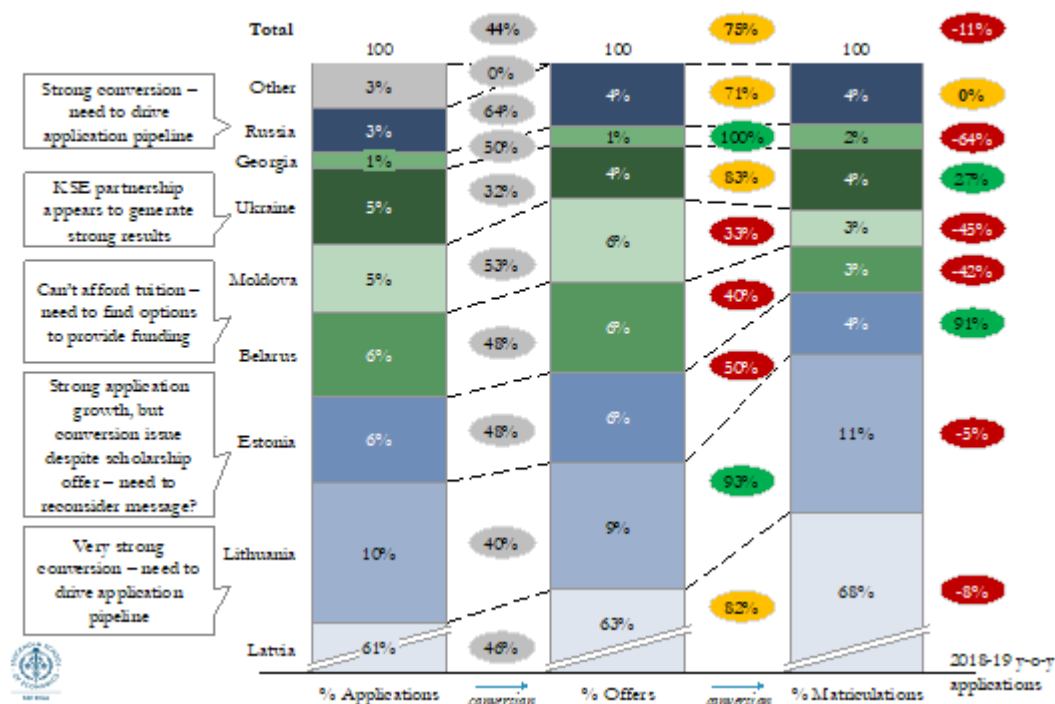 Total
44%
75%
-11%
100
100
100
Strong conversion –
need to drive
application pipeline
KSE partnership
appears to generate
strong results
Can't afford tuition –
need to find options
to provide funding
Strong application
growth, but
conversion issue
despite scholarship
offer – need to
reconsider message?
Very strong
conversion – need to
drive application
pipeline
Other
3%
0%
Russia
3%
64%
4%
71%
4%
0%
Georgia
1%
50%
1%
100%
2%
-64%
Ukraine
5%
32%
4%
83%
4%
27%
Moldova
5%
53%
6%
33%
3%
-45%
Belarus
6%
48%
6%
40%
3%
-42%
Estonia
6%
48%
6%
50%
4%
91%
Lithuania
10%
40%
9%
93%
11%
-5%
Latvia
61%
46%
63%
82%
68%
-8%
% Applications
conversion
% Offers
conversion
% Matriculations
2018-19 y-o-y
applications